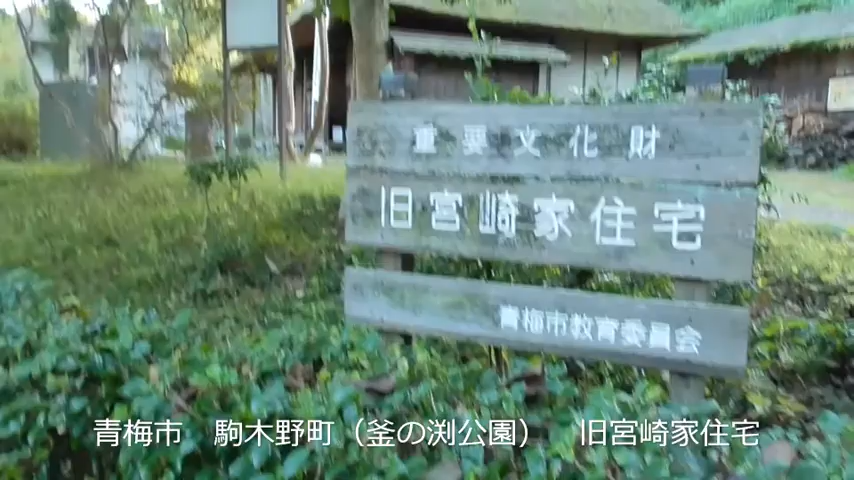 重要文化財
旧宮崎家住宅
青梅市教育委員会
青梅市　駒木野町（釜の渕公園）　旧宮崎家住宅